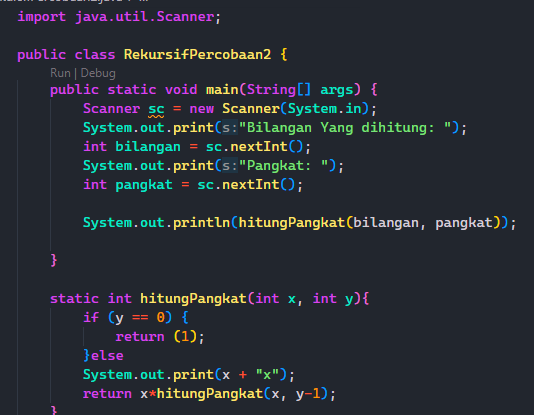 import java.util.Scanner;
public class RekursifPercobaan2 {
Run | Debug
public static void main(String[] args) {
Scanner sc = new Scanner(System.in);
System.out.print(s:"Bilangan Yang dihitung: ");
int bilangan = sc.nextInt();
System.out.print(s:"Pangkat: ");
int pangkat = sc.nextInt();
System.out.println(hitungPangkat(bilangan, pangkat));
}
static int hitungPangkat(int x, int y){
if (y == 0) {
return (1);
}else
System.out.print(x + "x");
return x*hitungPangkat(x, y-1);
}